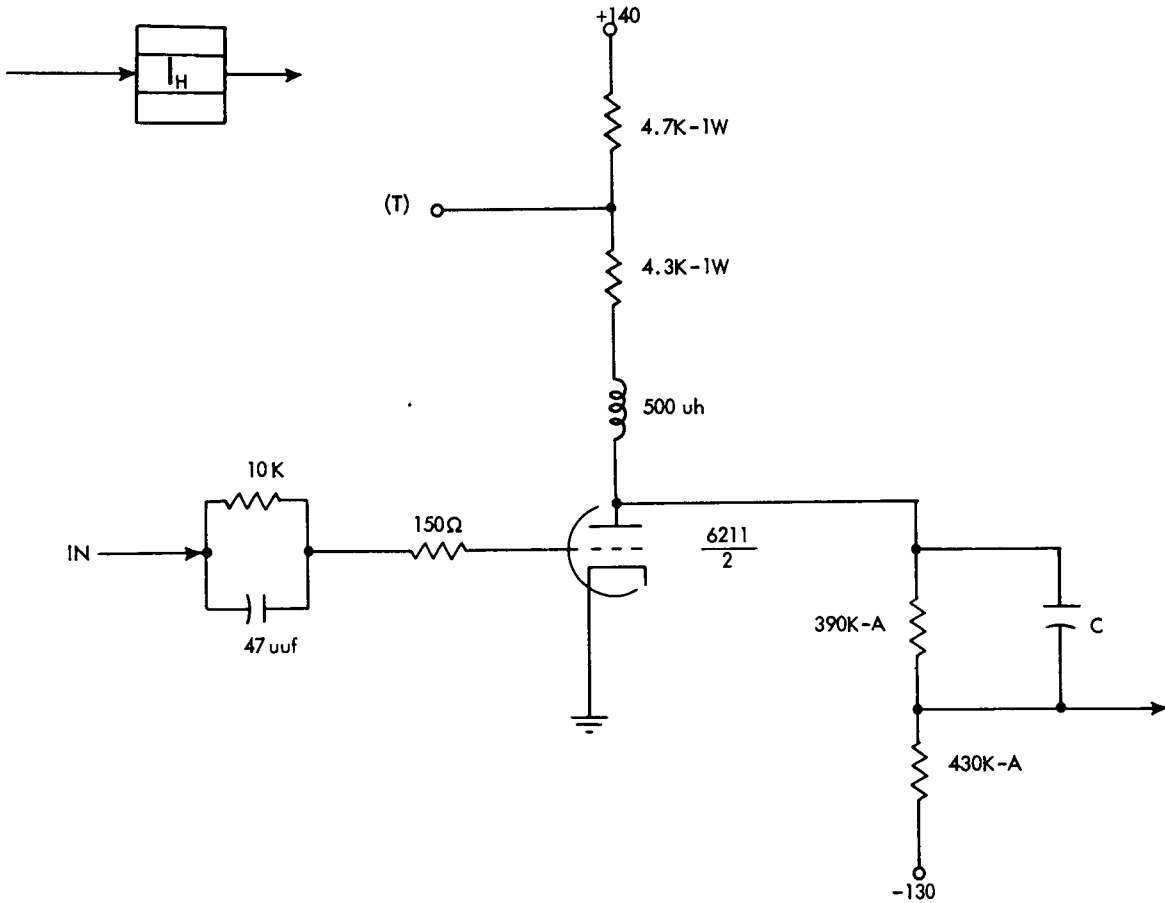 +140
I H
4.7K-1W
(T)
4.3K-1W
500 uh
10 K
150Ω
6211
2
IN
47 uuf
390K-A
C
430K-A
-130